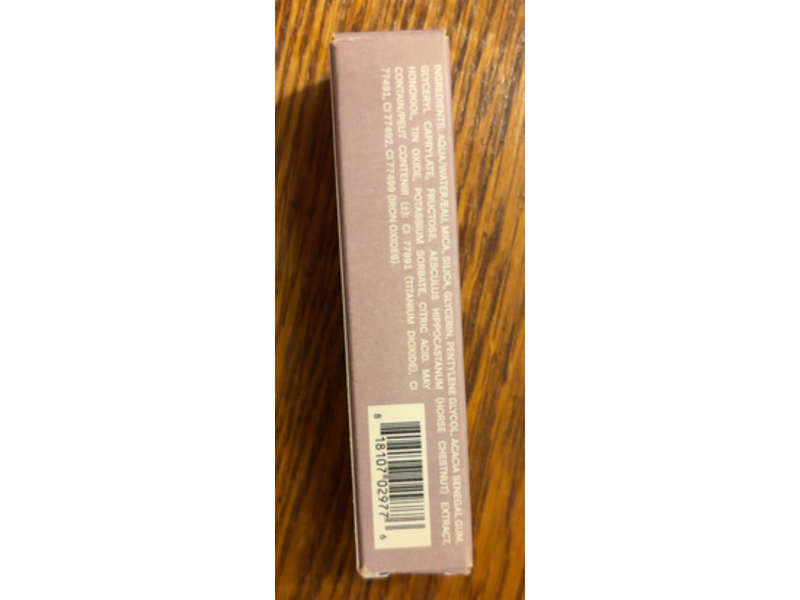 INGREDIENTS: AQUA/WATER/EAU, MICA, SILICA, GLYCERIN, PENTYLENE GLYCOL, ACACIA SENEGAL GUM,
GLYCERYL CAPRYLATE, FRUCTOSE, AESCULUS HIPPOCASTANUM (HORSE CHESTNUT) EXTRACT,
HONOKIOL, TIN OXIDE, POTASSIUM SORBATE, CITRIC ACID. MAY
CONTAIN/PEUT CONTENIR (±): CI 77891 (TITANIUM DIOXIDE), CI
77491, CI 77492, CI 77499 (IRON OXIDES).
8 18107 02977 6